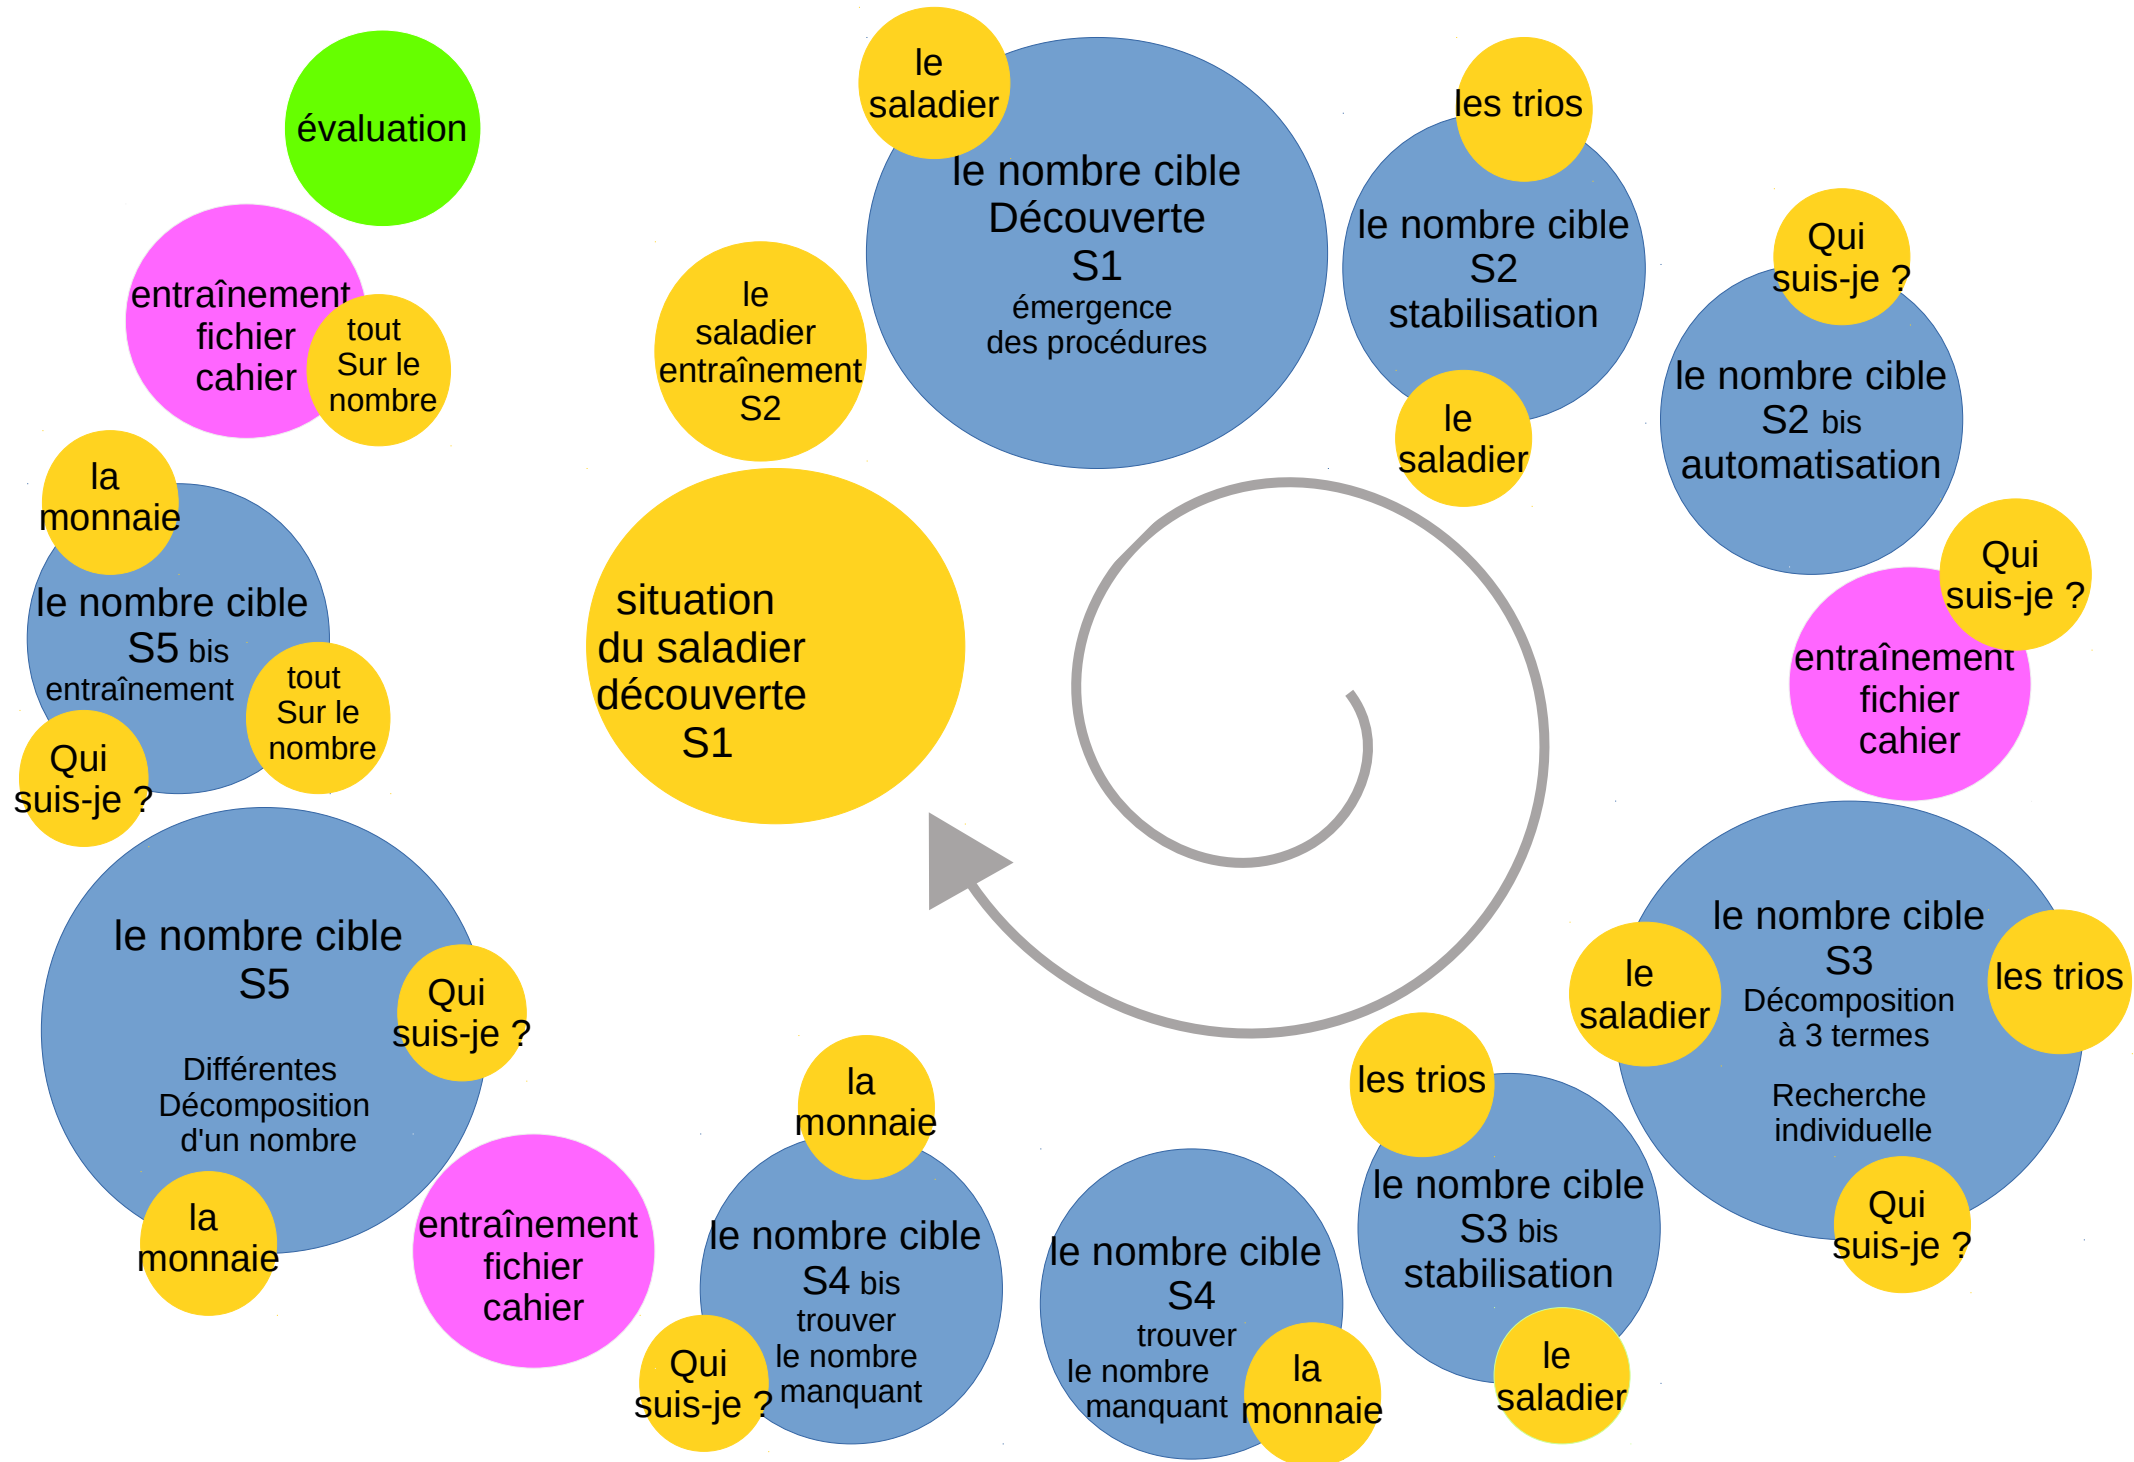 situation
du saladier
découverte
S1
le
saladier
entraînement
S2
le
saladier
le nombre cible
Découverte
S1
émergence
des procédures
les trios
le nombre cible
S2
stabilisation
le
saladier
Qui
suis-je ?
le nombre cible
S2 bis
automatisation
Qui
suis-je ?
entraînement
fichier
cahier
le nombre cible
S3
Décomposition
à 3 termes
Recherche
individuelle
le
saladier
les trios
Qui
suis-je ?
les trios
le nombre cible
S3 bis
stabilisation
le
saladier
le nombre cible
S4
trouver
le nombre
manquant
la
monnaie
la
monnaie
le nombre cible
S4 bis
trouver
le nombre
manquant
Qui
suis-je ?
entraînement
fichier
cahier
le nombre cible
S5
Différentes
Décomposition
d'un nombre
Qui
suis-je ?
la
monnaie
la
monnaie
le nombre cible
S5 bis
entraînement
tout
Sur le
nombre
Qui
suis-je ?
entraînement
fichier
cahier
tout
Sur le
nombre
évaluation